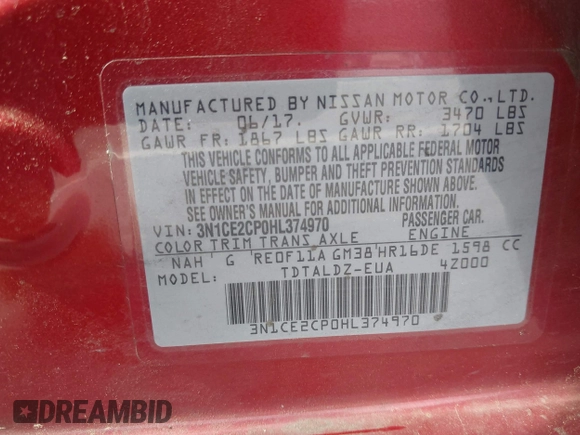 MANUFACTURED BY NISSAN MOTOR CO.,LTD.
DATE: 06/17. GVWR: 3470 LBS
GAWR FR: 1867 LBS GAWR RR: 1704 LBS
THIS VEHICLE CONFORMS TO ALL APPLICABLE FEDERAL MOTOR
VEHICLE SAFETY, BUMPER AND THEFT PREVENTION STANDARDS
IN EFFECT ON THE DATE OF MANUFACTURE SHOWN ABOVE.
SEE OWNER'S MANUAL FOR ADDITIONAL INFORMATION.
VIN: 3N1CE2CP0HL374970 PASSENGER CAR.
COLOR TRIM TRANS AXLE ENGINE
NAH ' G 'RE0F11A GM38'HR16DE 1598 CC
MODEL: TDTALDZ-EUA 42000
3N1CE2CP0HL374970
DREAMBID